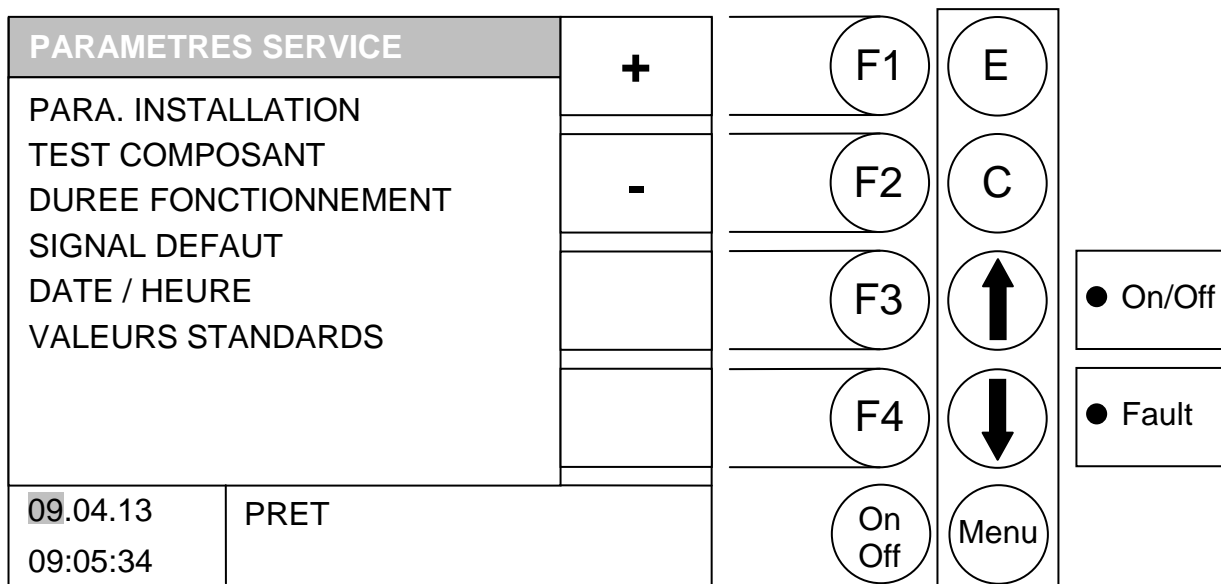 PARAMETRES SERVICE
PARA. INSTALLATION
TEST COMPOSANT
DUREE FONCTIONNEMENT
SIGNAL DEFAUT
DATE / HEURE
VALEURS STANDARDS
09.04.13
09:05:34
PRET
+
-
F1
F2
F3
F4
On
Off
E
C
Menu
On/Off
Fault